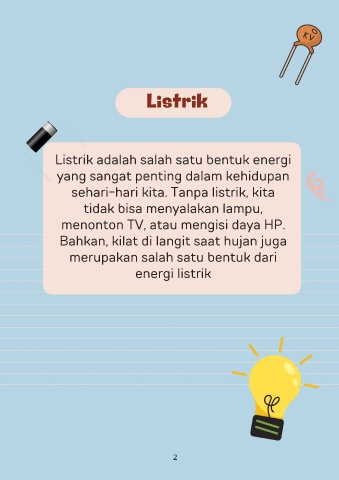 KV
Listrik
Listrik adalah salah satu bentuk energi
yang sangat penting dalam kehidupan
sehari-hari kita. Tanpa listrik, kita
tidak bisa menyalakan lampu,
menonton TV, atau mengisi daya HP.
Bahkan, kilat di langit saat hujan juga
merupakan salah satu bentuk dari
energi listrik
2